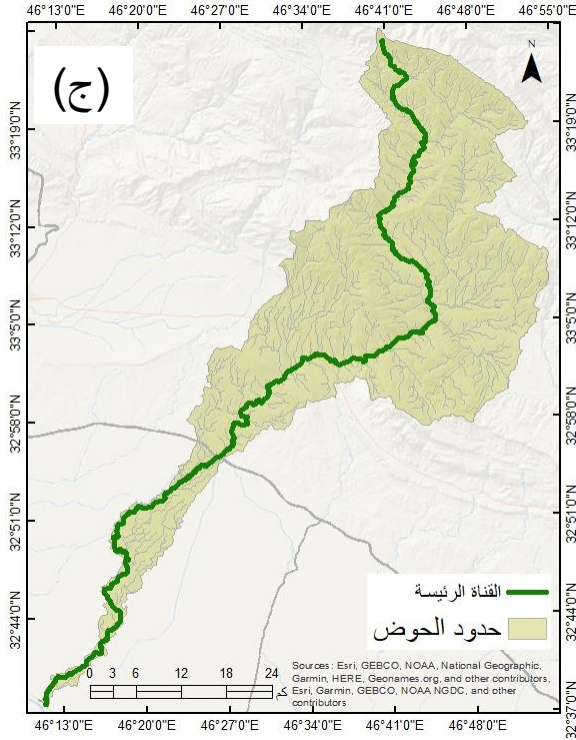 46°13'0"E 46°20'0"E 46°27'0"E 46°34'0"E 46°41'0"E 46°48'0"E 46°55'0"E
(ج)
N
33°19'0"N 33°19'0"N
33°12'0"N 33°12'0"N
33°5'0"N 33°5'0"N
32°58'0"N 32°58'0"N
32°51'0"N 32°51'0"N
32°44'0"N 32°44'0"N
32°37'0"N
القناة الرئيسة
حدود الحوض
0 3 6 12 18 24
كم
Sources: Esri, GEBCO, NOAA, National Geographic,
Garmin, HERE, Geonames.org, and other contributors,
Esri, Garmin, GEBCO, NOAA NGDC, and other
contributors
46°13'0"E 46°20'0"E 46°27'0"E 46°34'0"E 46°41'0"E 46°48'0"E